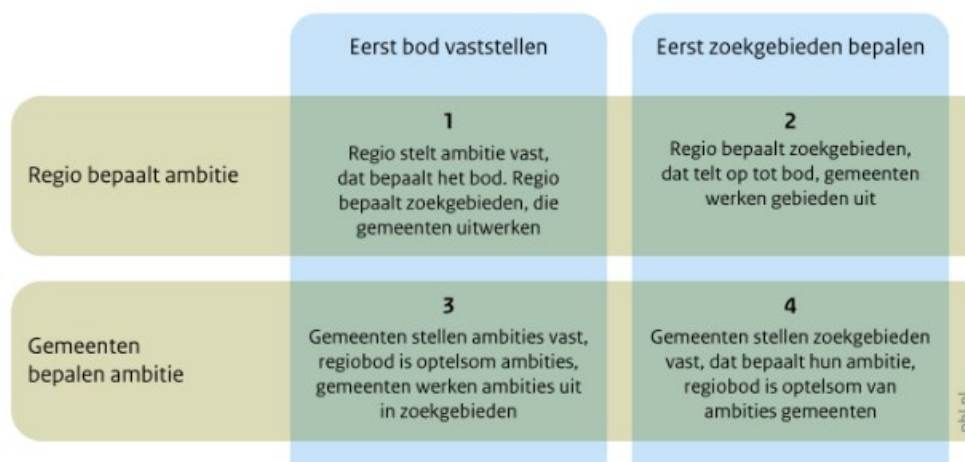 Eerst bod vaststellen
Eerst zoekgebieden bepalen
Regio bepaalt ambitie
1
Regio stelt ambitie vast,
dat bepaalt het bod. Regio
bepaalt zoekgebieden, die
gemeenten uitwerken
2
Regio bepaalt zoekgebieden,
dat telt op tot bod, gemeenten
werken gebieden uit
Gemeenten
bepalen ambitie
3
Gemeenten stellen ambities vast,
regiobod is optelsom ambities,
gemeenten werken ambities uit
in zoekgebieden
4
Gemeenten stellen zoekgebieden
vast, dat bepaalt hun ambitie,
regiobod is optelsom van
ambities gemeenten
pbl.nl